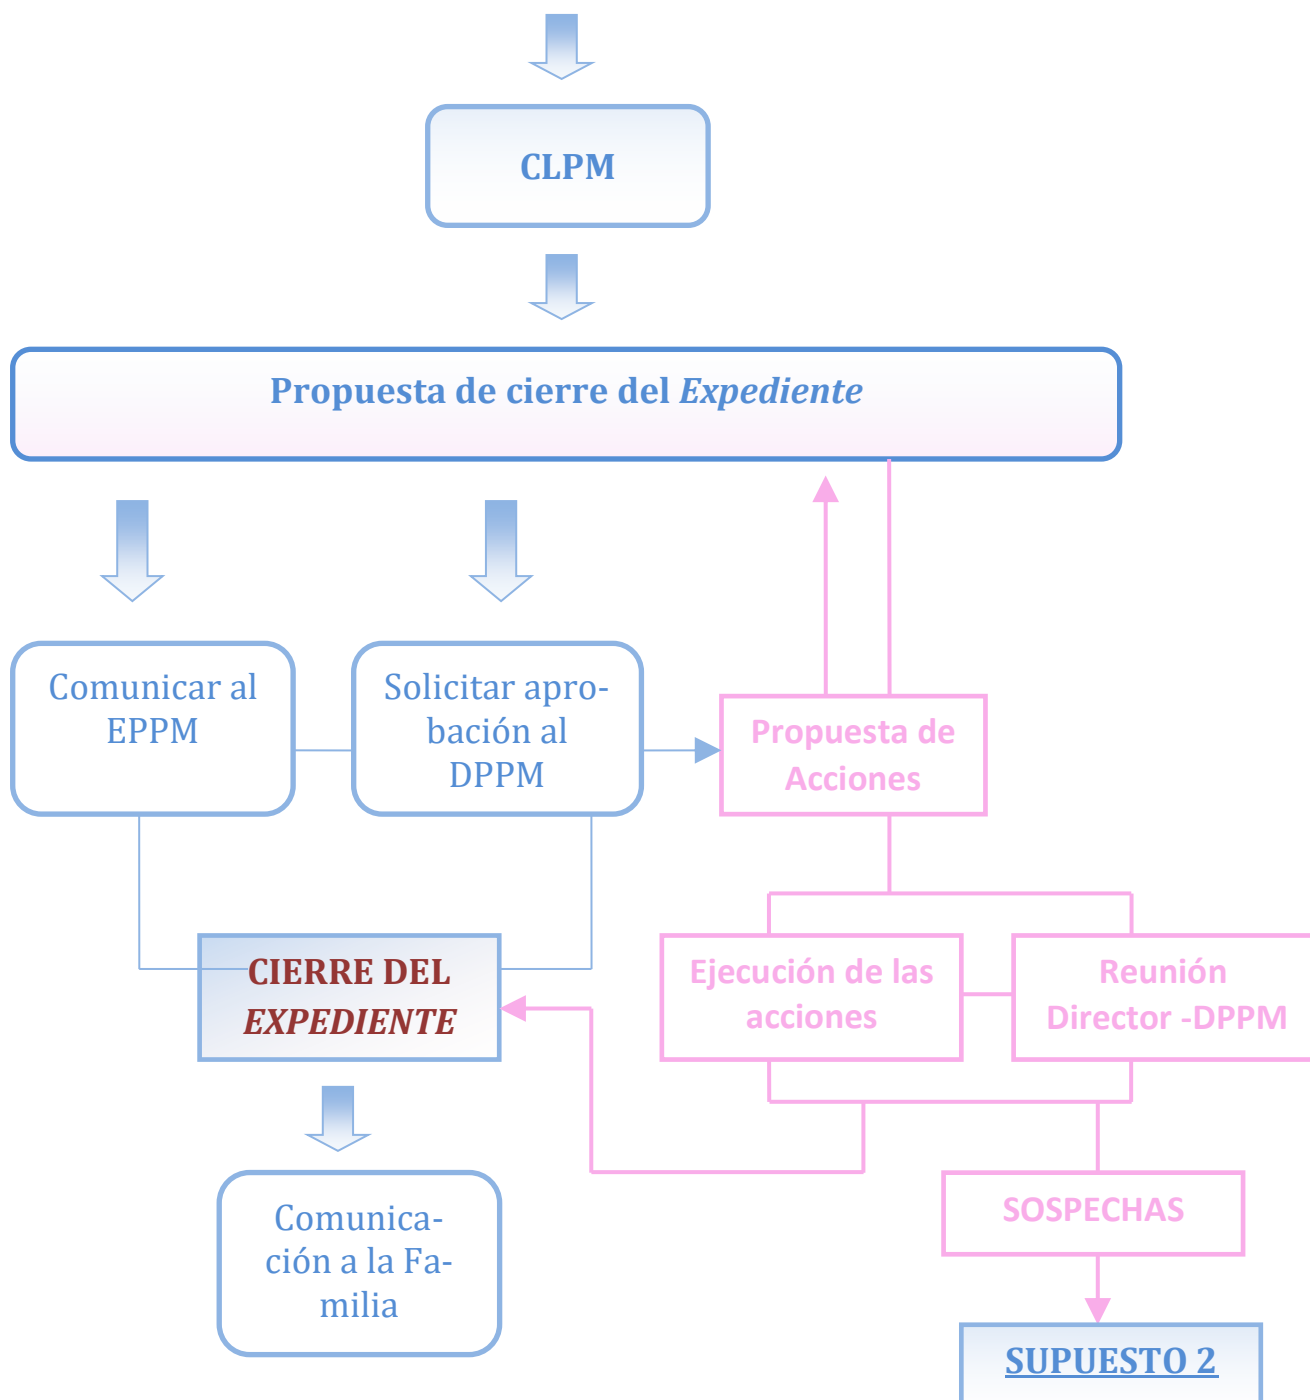 CLPM
Propuesta de cierre del Expediente
Comunicar al
EPPM
Solicitar apro-
bación al
DPPM
Propuesta de
Acciones
CIERRE DEL
EXPEDIENTE
Ejecución de las
acciones
Reunión
Director -DPPM
Comunica-
ción a la Fa-
milia
SOSPECHAS
SUPUESTO 2